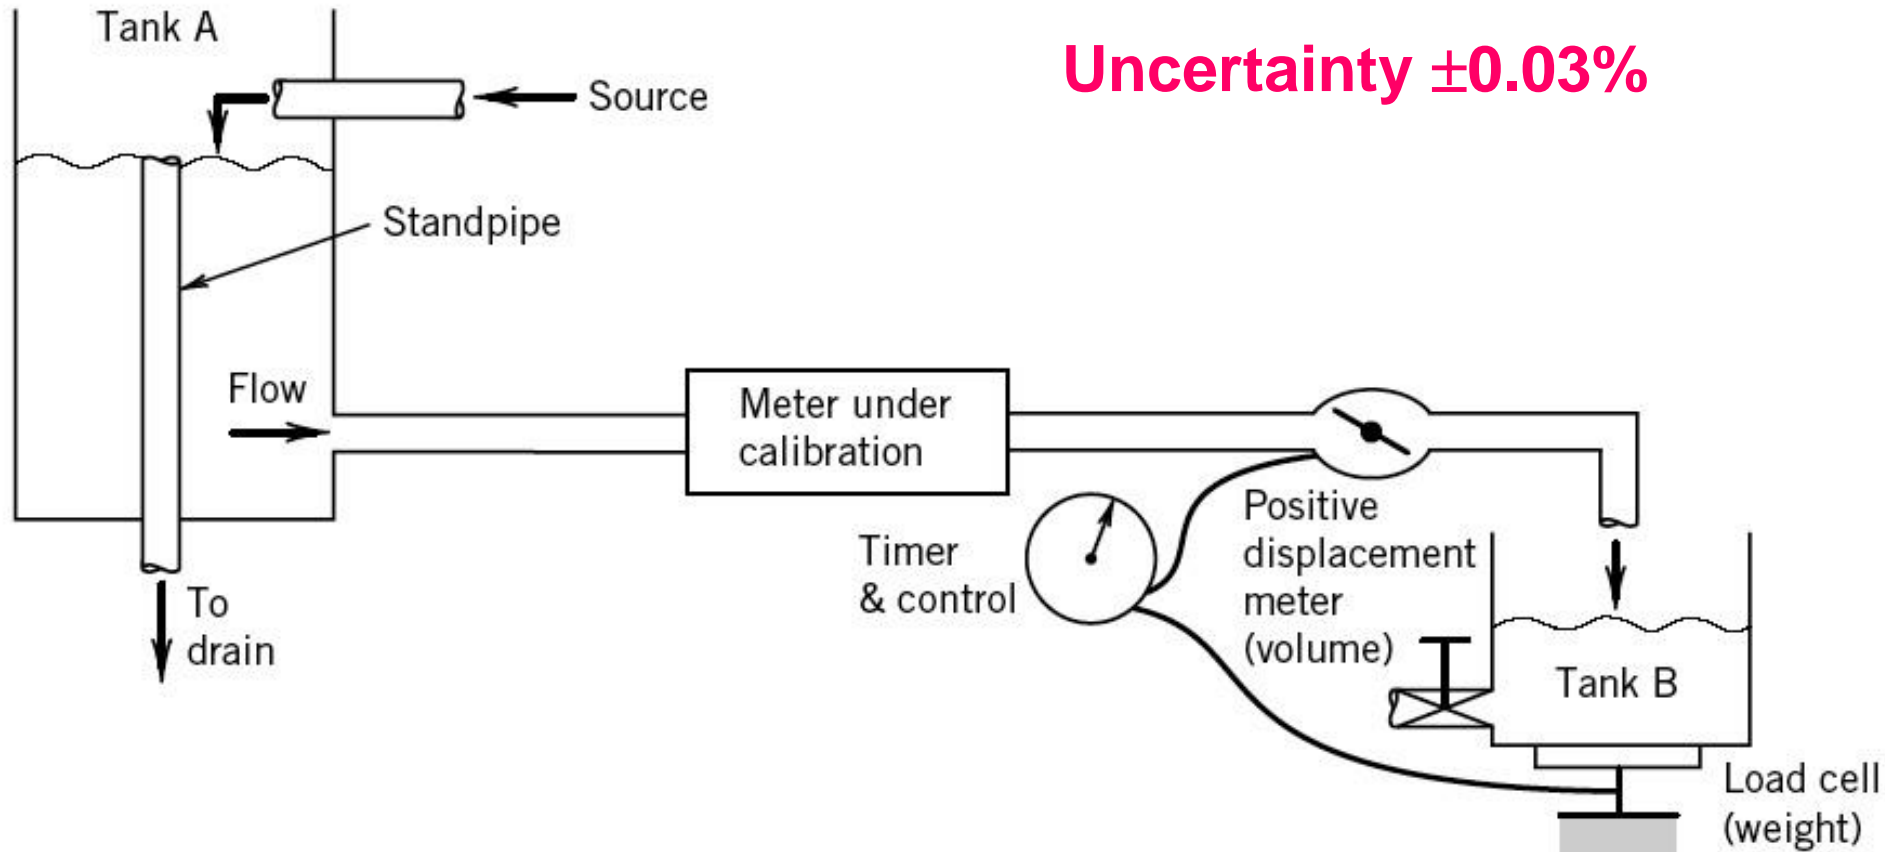 Tank A
Uncertainty ±0.03%
Source
Standpipe
Flow
Meter under
calibration
Timer
& control
Positive
displacement
meter
(volume)
To
drain
Tank B
Load cell
(weight)